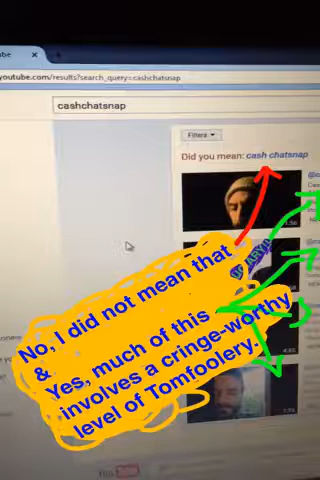 ube
youtube.com/results?search_query=cashchatsnap
cashchatsnap
Filters
Did you mean: cash chatsnap
No, I did not mean that
&
Yes, much of this
involves a cringe-worthy
level of Tomfoolery.